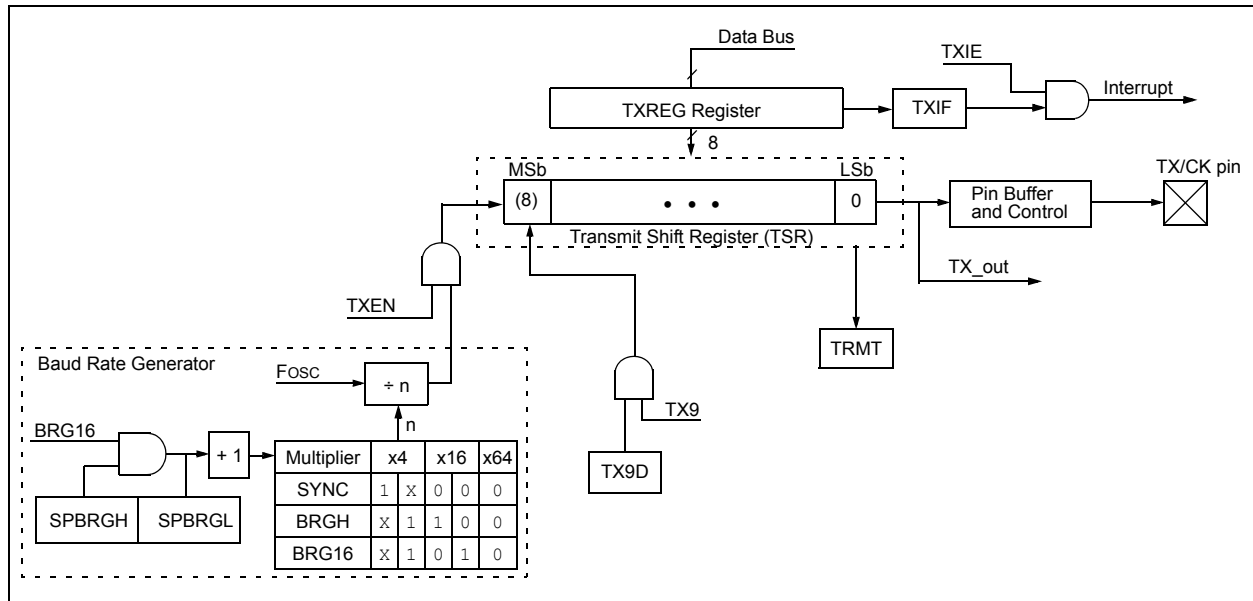 Data Bus
TXIE
Interrupt
TXREG Register
TXIF
8
MSb
LSb
TX/CK pin
(8)
• • •
0
Pin Buffer
and Control
Transmit Shift Register (TSR)
TX_out
TXEN
TRMT
Baud Rate Generator
FOSC
÷ n
n
TX9
BRG16
+ 1
Multiplier x4 x16 x64
TX9D
SYNC 1 X 0 0 0
SPBRGH SPBRGL
BRGH X 1 1 0 0
BRG16 X 1 0 1 0